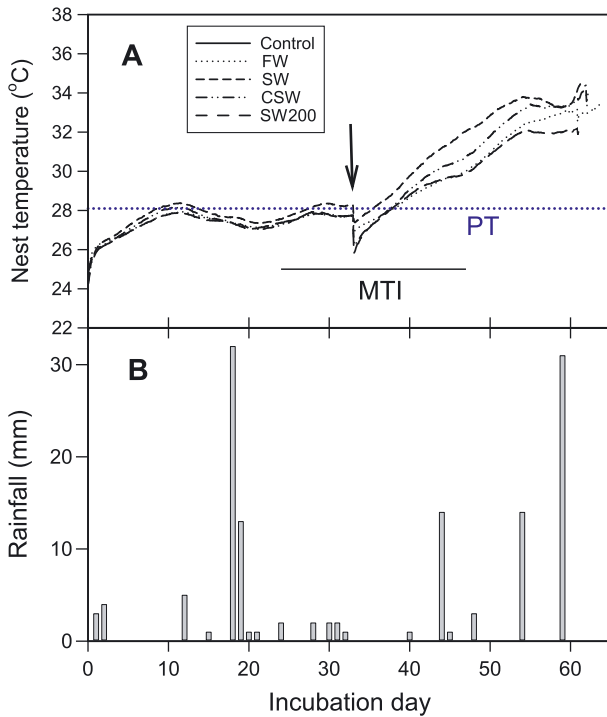 38
36
34
32
30
28
26
24
22
Nest temperature (°C)
A
Control
FW
SW
CSW
SW200
PT
MTI
30
20
10
0
Rainfall (mm)
B
0
10
20
30
40
50
60
Incubation day